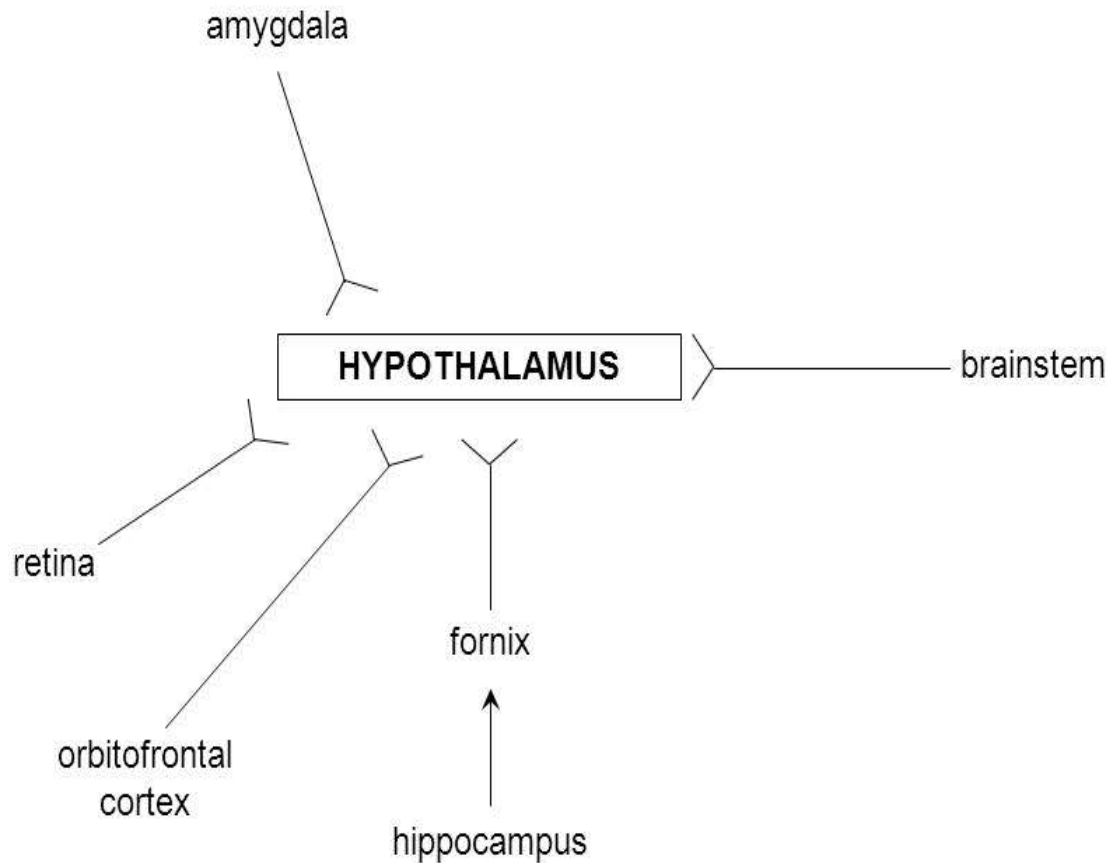 amygdala
HYPOTHALAMUS
brainstem
retina
fornix
orbitofrontal
cortex
hippocampus